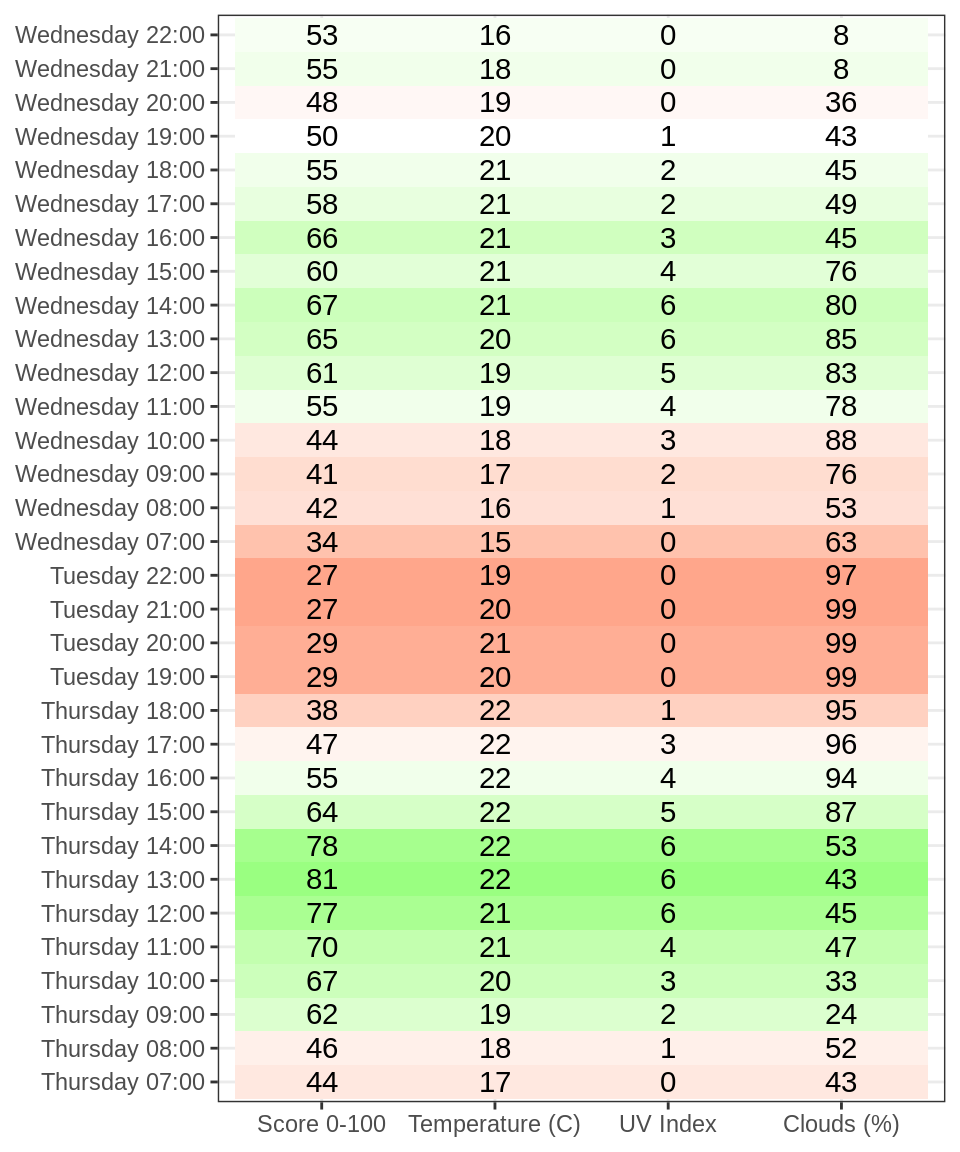 Wednesday 22:00 53 16 0 8
Wednesday 21:00 55 18 0 8
Wednesday 20:00 48 19 0 36
Wednesday 19:00 50 20 1 43
Wednesday 18:00 55 21 2 45
Wednesday 17:00 58 21 2 49
Wednesday 16:00 66 21 3 45
Wednesday 15:00 60 21 4 76
Wednesday 14:00 67 21 6 80
Wednesday 13:00 65 20 6 85
Wednesday 12:00 61 19 5 83
Wednesday 11:00 55 19 4 78
Wednesday 10:00 44 18 3 88
Wednesday 09:00 41 17 2 76
Wednesday 08:00 42 16 1 53
Wednesday 07:00 34 15 0 63
Tuesday 22:00 27 19 0 97
Tuesday 21:00 27 20 0 99
Tuesday 20:00 29 21 0 99
Tuesday 19:00 29 20 0 99
Thursday 18:00 38 22 1 95
Thursday 17:00 47 22 3 96
Thursday 16:00 55 22 4 94
Thursday 15:00 64 22 5 87
Thursday 14:00 78 22 6 53
Thursday 13:00 81 22 6 43
Thursday 12:00 77 21 6 45
Thursday 11:00 70 21 4 47
Thursday 10:00 67 20 3 33
Thursday 09:00 62 19 2 24
Thursday 08:00 46 18 1 52
Thursday 07:00 44 17 0 43
Score 0-100 Temperature (C) UV Index Clouds (%)